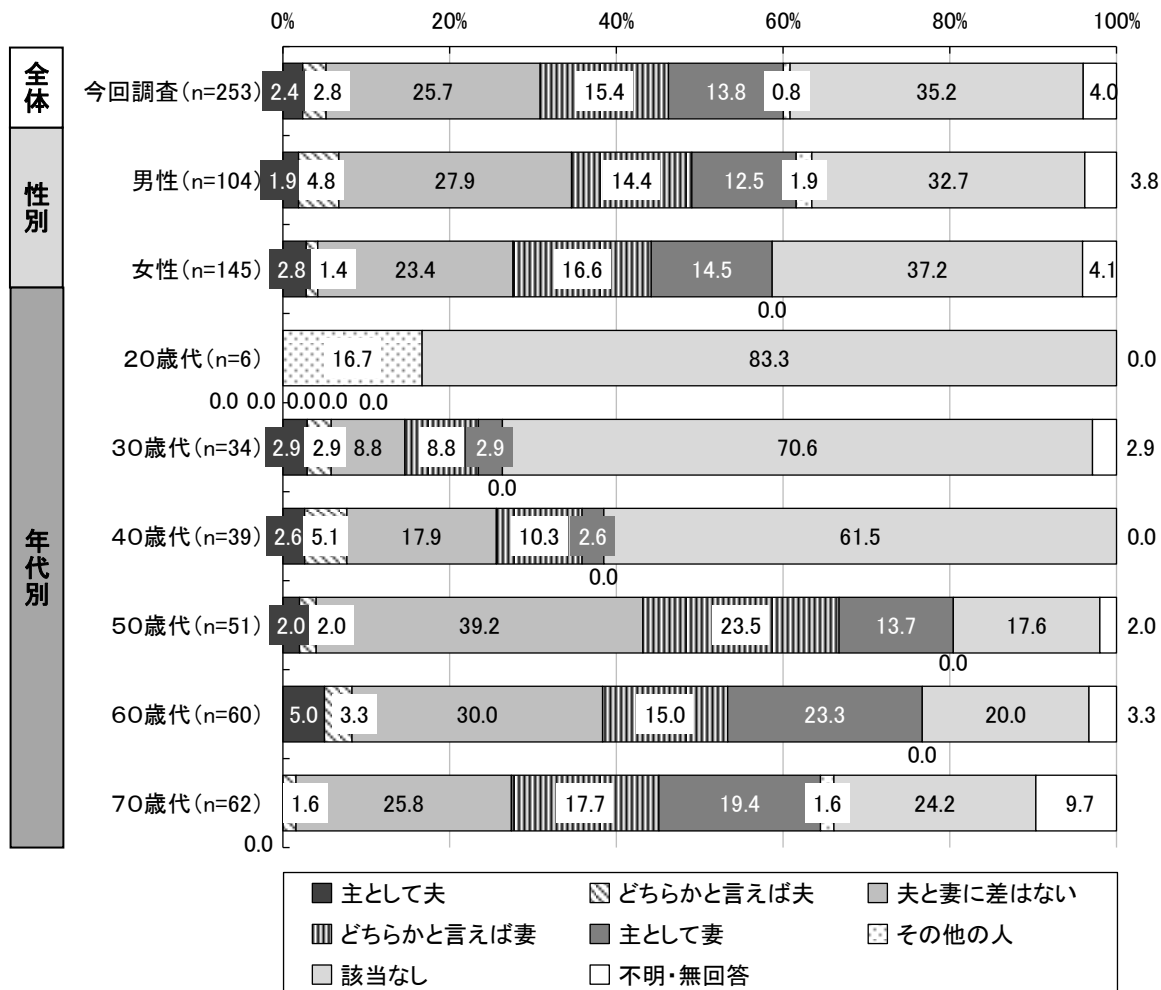 0% 20% 40% 60% 80% 100%
全体
今回調査(n=253) 2.4 2.8 25.7 15.4 13.8 0.8 35.2 4.0
性別
男性(n=104) 1.9 4.8 27.9 14.4 12.5 1.9 32.7 3.8
女性(n=145) 2.8 1.4 23.4 16.6 14.5 37.2 4.1
0.0
年代別
20歳代(n=6) 16.7 83.3 0.0
0.0 0.0 0.0 0.0 0.0
30歳代(n=34) 2.9 2.9 8.8 8.8 2.9 70.6 2.9
0.0
40歳代(n=39) 2.6 5.1 17.9 10.3 2.6 61.5 0.0
0.0
50歳代(n=51) 2.0 2.0 39.2 23.5 13.7 17.6 2.0
0.0
60歳代(n=60) 5.0 3.3 30.0 15.0 23.3 20.0 3.3
0.0
70歳代(n=62) 1.6 25.8 17.7 19.4 1.6 24.2 9.7
0.0
主として夫 どちらかと言えば夫 夫と妻に差はない
どちらかと言えば妻 主として妻 その他の人
該当なし 不明・無回答